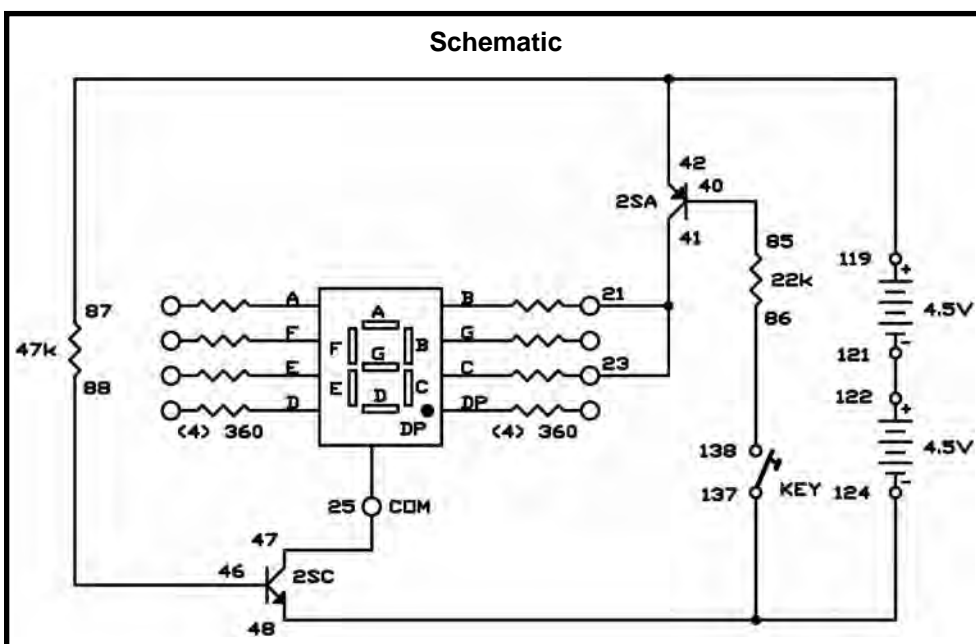 Schematic
42
40
2SA
41
85
22k
86
119
+
4.5V
-
121
122
+
4.5V
-
124
87
47k
88
A
F
E
D
(4) 360
A
F
B
G
E
C
D
DP
B
21
G
C
23
DP
(4) 360
138
137
KEY
25
COM
47
46
2SC
48